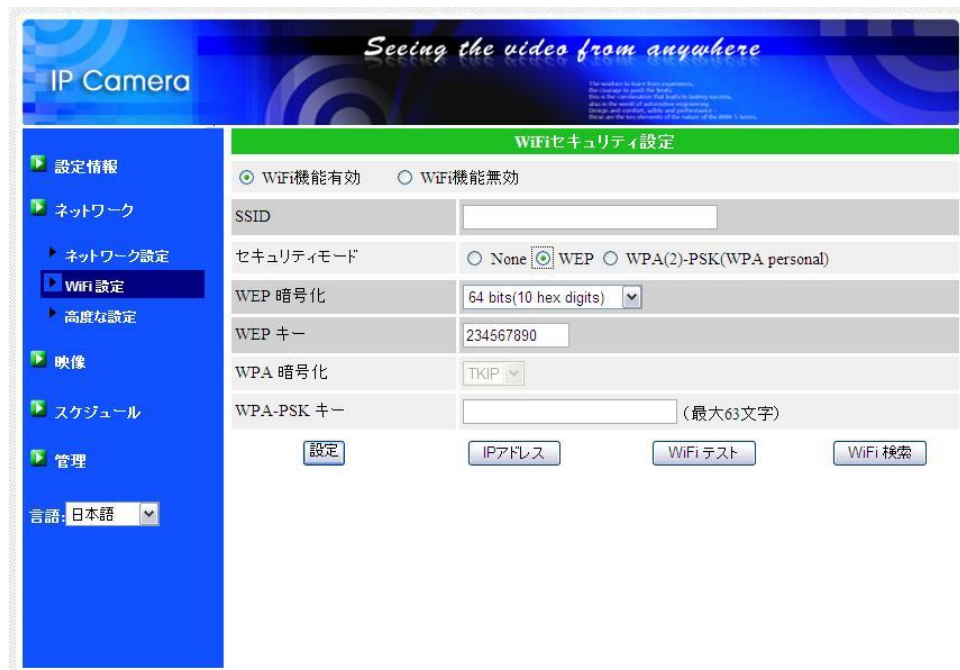 Seeing the video from anywhere
IP Camera
設定情報
ネットワーク
ネットワーク設定
WiFi 設定
高度な設定
映像
スケジュール
管理
言語: 日本語
WiFiセキュリティ設定
WiFi機能有効 WiFi機能無効
SSID
セキュリティモード None WEP WPA(2)-PSK(WPA personal)
WEP 暗号化 64 bits(10 hex digits)
WEP キー 234567890
WPA 暗号化 TKIP
WPA-PSK キー (最大63文字)
設定 IPアドレス WiFi テスト WiFi 検索